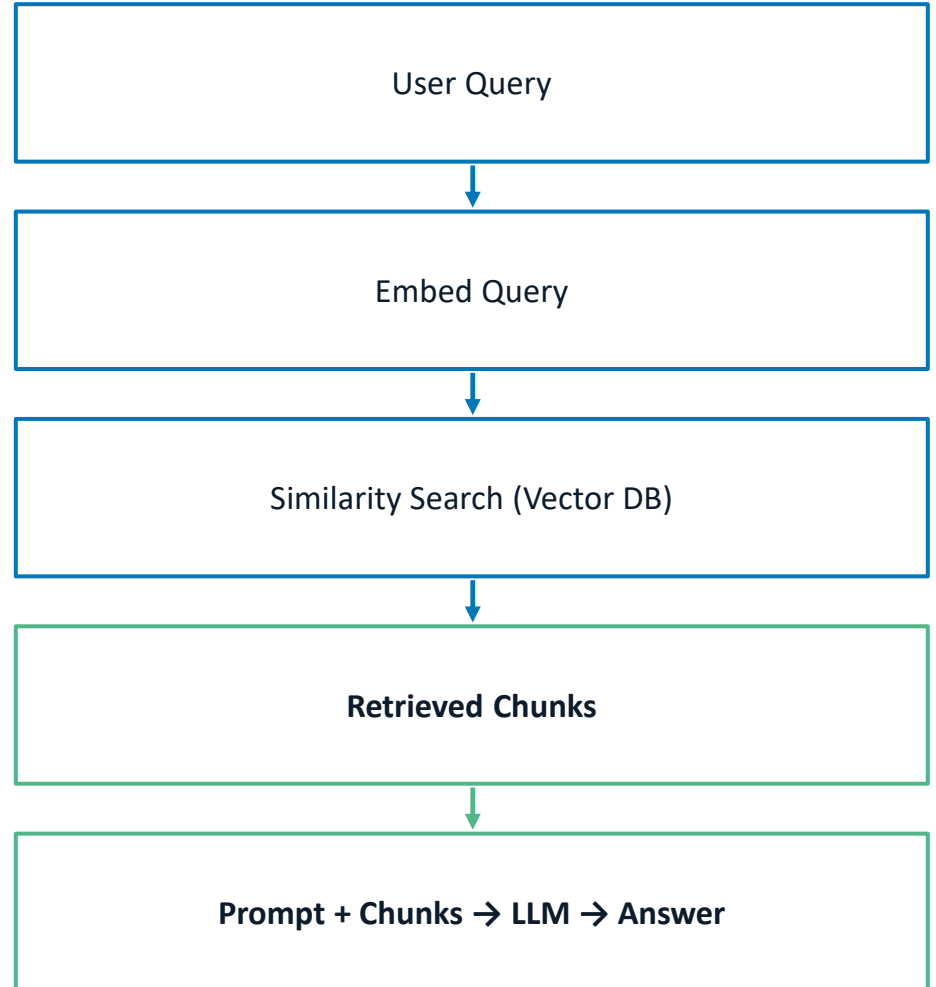 User Query
Embed Query
Similarity Search (Vector DB)
Retrieved Chunks
Prompt + Chunks → LLM → Answer